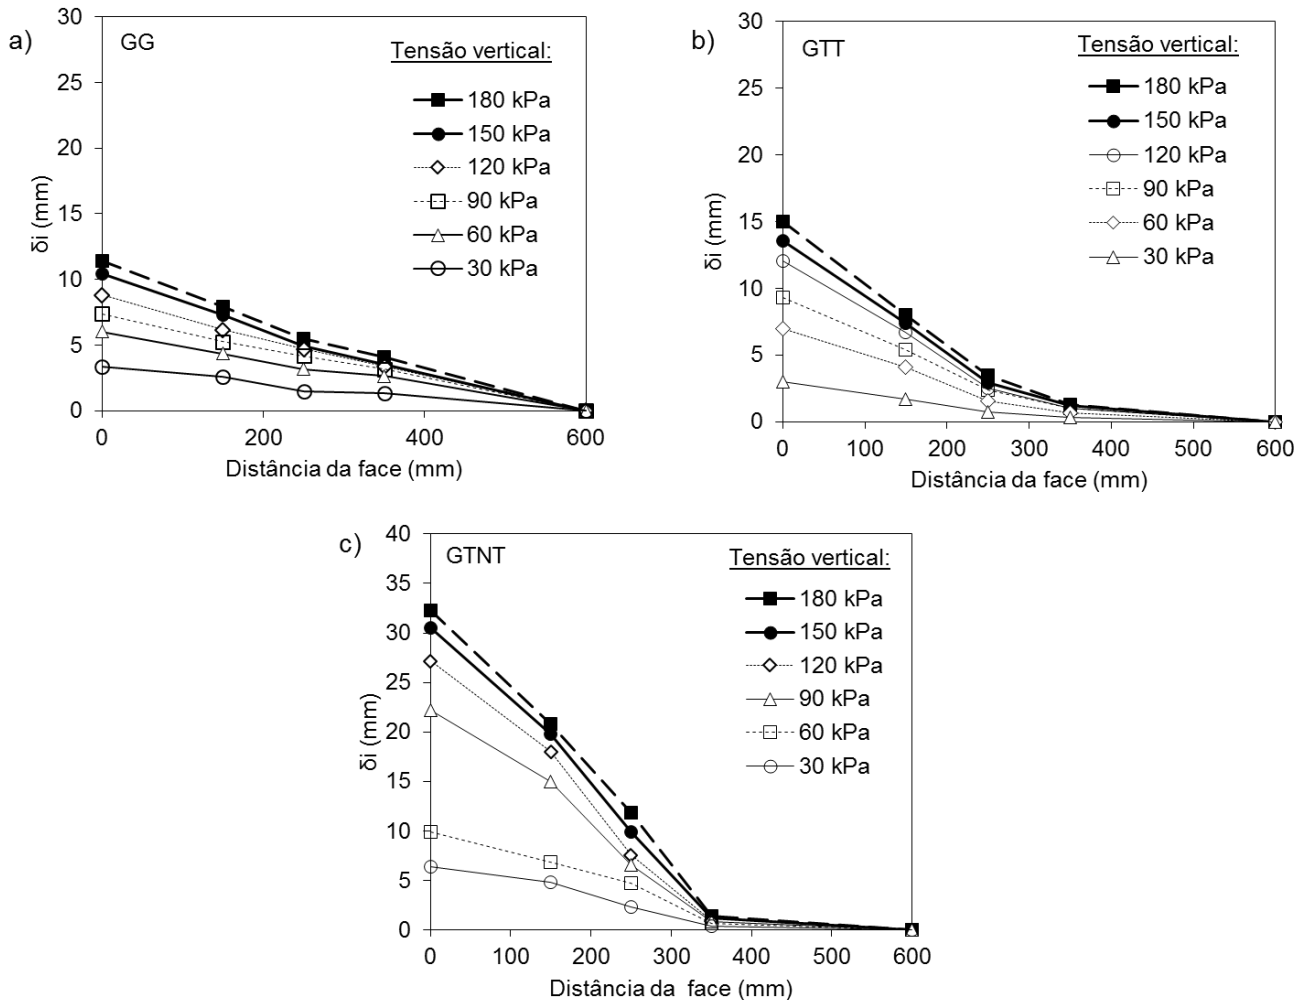 a)
GG
Tensão vertical:
180 kPa
150 kPa
120 kPa
90 kPa
60 kPa
30 kPa
30
25
20
15
10
5
0
δi (mm)
0 200 400 600
Distância da face (mm)
b)
GTT
Tensão vertical:
180 kPa
150 kPa
120 kPa
90 kPa
60 kPa
30 kPa
30
25
20
15
10
5
0
δi (mm)
0 100 200 300 400 500 600
Distância da face (mm)
c)
GTNT
Tensão vertical:
180 kPa
150 kPa
120 kPa
90 kPa
60 kPa
30 kPa
40
35
30
25
20
15
10
5
0
δi (mm)
0 100 200 300 400 500 600
Distância da face (mm)